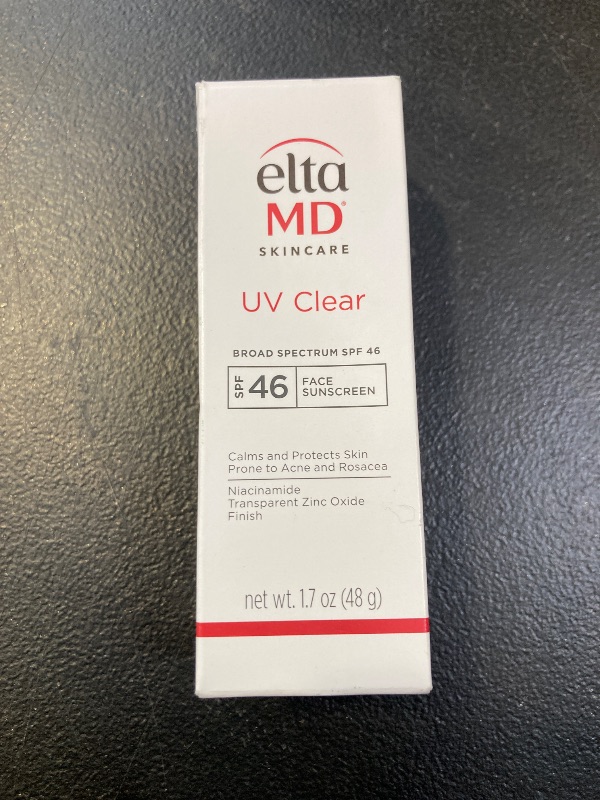 elta
MD®
SKINCARE
UV Clear
BROAD SPECTRUM SPF 46
SPF 46 FACE
SUNSCREEN
Calms and Protects Skin
Prone to Acne and Rosacea
Niacinamide
Transparent Zinc Oxide
Finish
net wt. 1.7 oz (48 g)